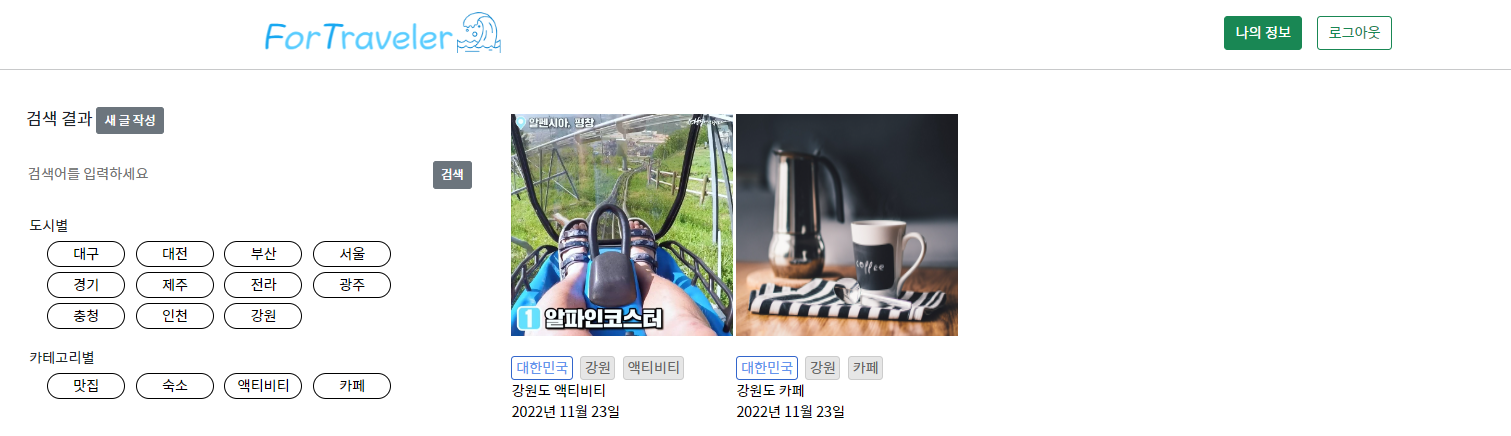 ForTraveler
나의 정보 로그아웃
검색 결과 새 글 작성
검색어를 입력하세요 검색
도시별
대구 대전 부산 서울
경기 제주 전라 광주
충청 인천 강원
카테고리별
맛집 숙소 액티비티 카페
알펜시아, 평창
1 알파인코스터
대한민국 강원 액티비티
강원도 액티비티
2022년 11월 23일
coffee
대한민국 강원 카페
강원도 카페
2022년 11월 23일